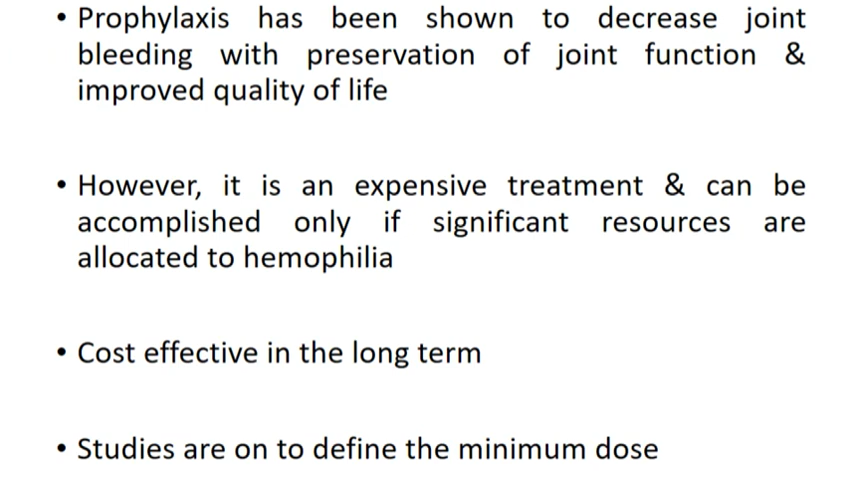 • Prophylaxis has been shown to decrease joint
bleeding with preservation of joint function &
improved quality of life
• However, it is an expensive treatment & can be
accomplished only if significant resources are
allocated to hemophilia
• Cost effective in the long term
• Studies are on to define the minimum dose